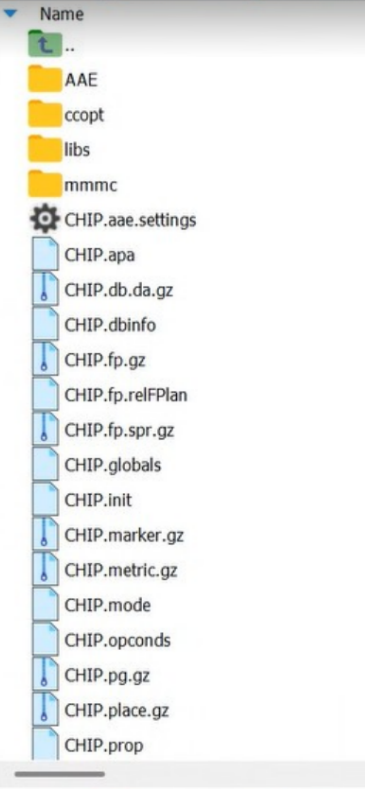 Name
..
AAE
ccopt
libs
mmmc
CHIP.aae.settings
CHIP.apa
CHIP.db.da.gz
CHIP.dbinfo
CHIP.fp.gz
CHIP.fp.relFPlan
CHIP.fp.spr.gz
CHIP.globals
CHIP.init
CHIP.marker.gz
CHIP.metric.gz
CHIP.mode
CHIP.opconds
CHIP.pg.gz
CHIP.place.gz
CHIP.prop